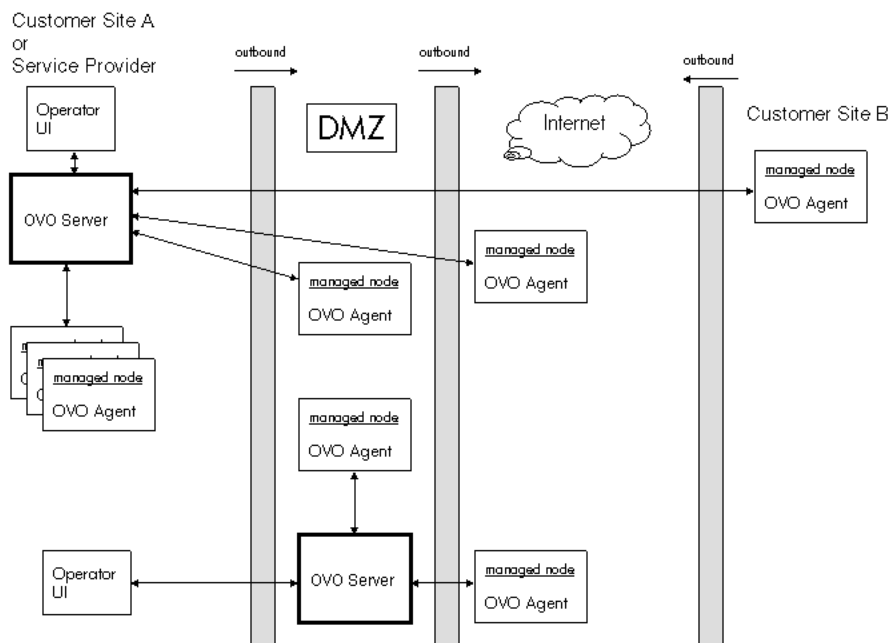 Customer Site A
or
Service Provider
outbound
outbound
outbound
Operator
UI
DMZ
Internet
Customer Site B
OVO Server
managed node
OVO Agent
managed node
OVO Agent
managed node
OVO Agent
m
O
m
O
managed node
OVO Agent
managed node
OVO Agent
Operator
UI
OVO Server
managed node
OVO Agent